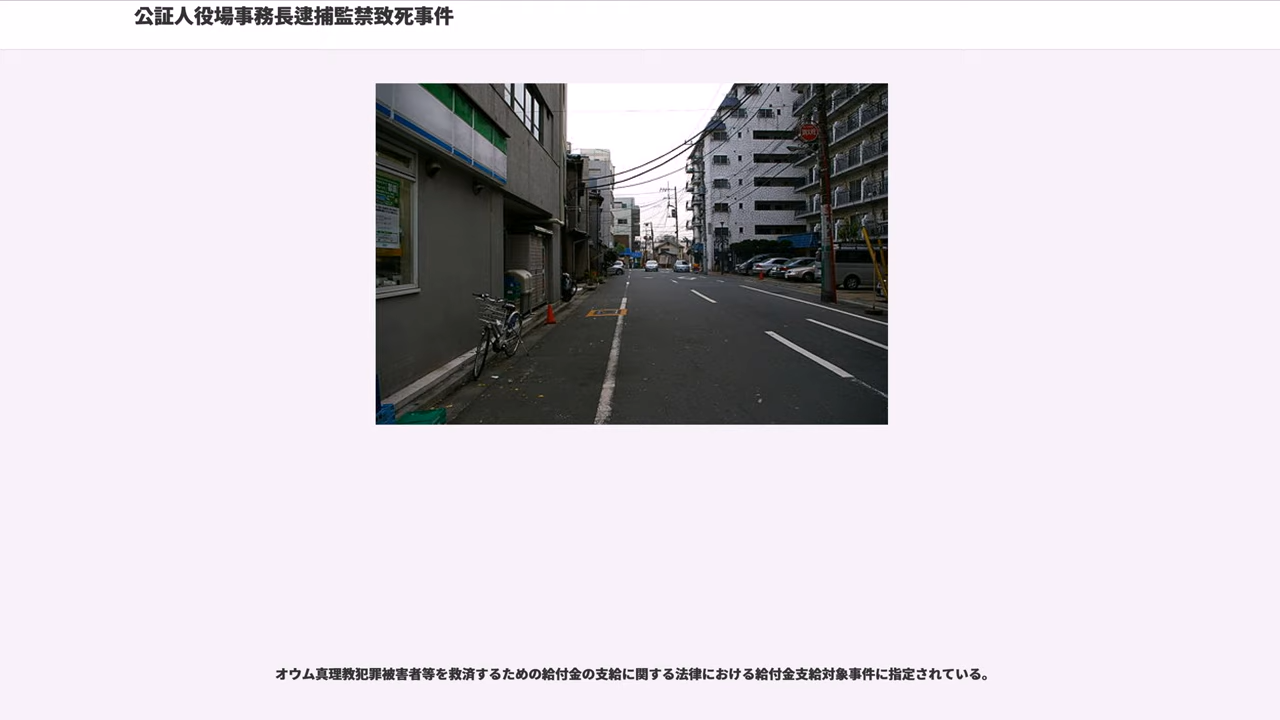 公証人役場事務長逮捕監禁致死事件
オウム真理教犯罪被害者等を救済するための給付金の支給に関する法律における給付金支給対象事件に指定されている。